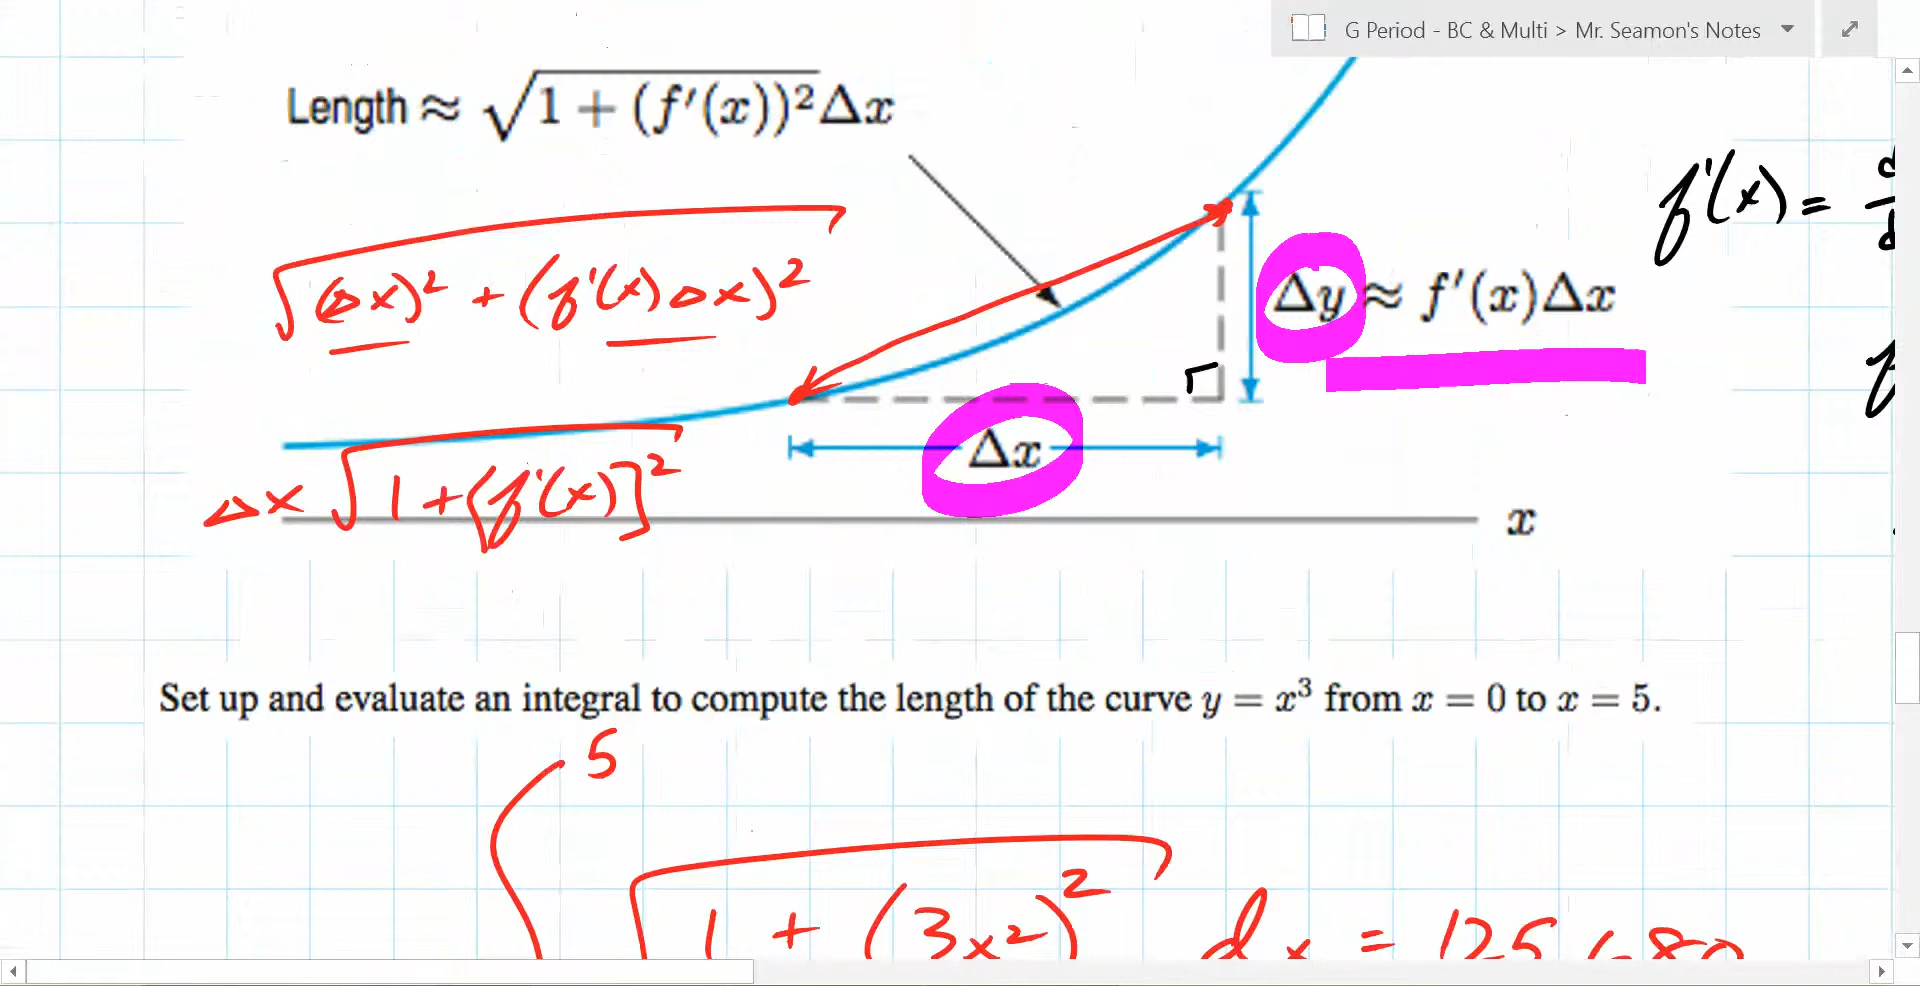 G Period - BC & Multi > Mr. Seamon's Notes
Length ≈ √1 + (f′(x))²Δx
f'(x) =
√(Δx)² + (f'(x)Δx)²
Δy ≈ f′(x)Δx
Δx
Δx √1 + [f'(x)]²
x
Set up and evaluate an integral to compute the length of the curve y = x³ from x = 0 to x = 5.
5
√1 + (3x²)² dx = 125.680